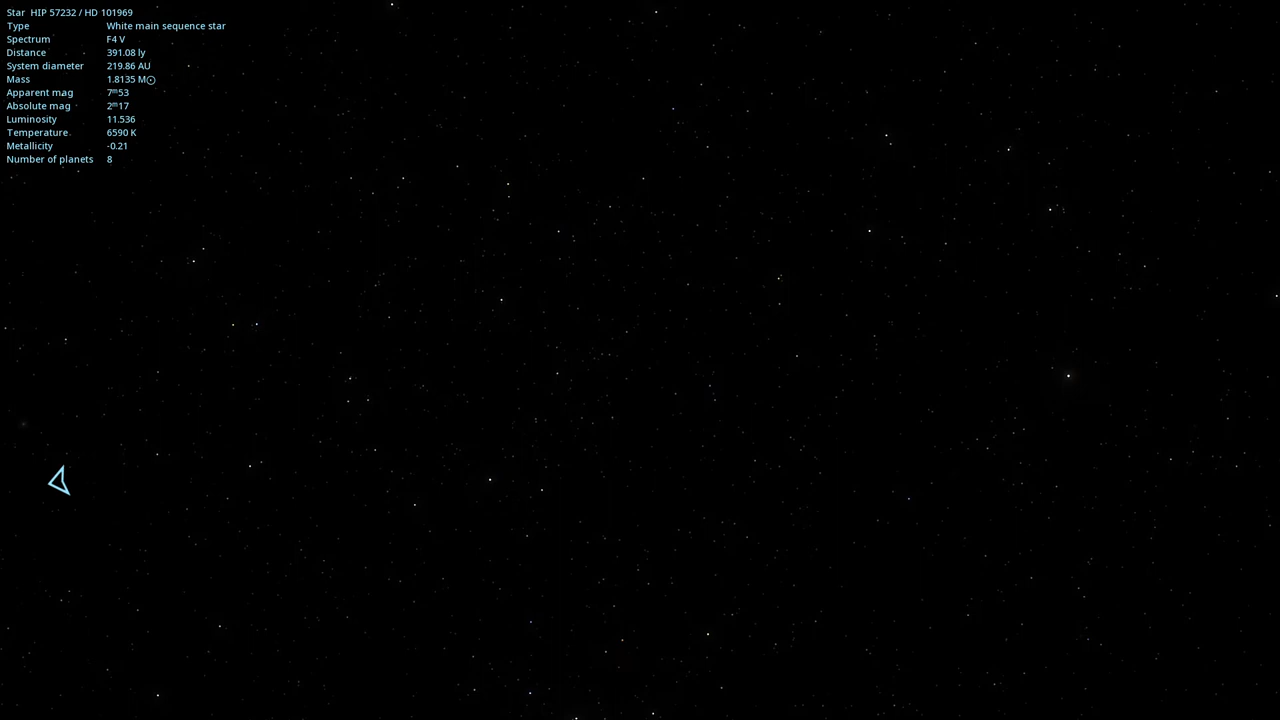 Star HIP 57232 / HD 101969
Type White main sequence star
Spectrum F4 V
Distance 391.08 ly
System diameter 219.86 AU
Mass 1.8135 M☉
Apparent mag 7ᵐ53
Absolute mag 2ᵐ17
Luminosity 11.536
Temperature 6590 K
Metallicity -0.21
Number of planets 8